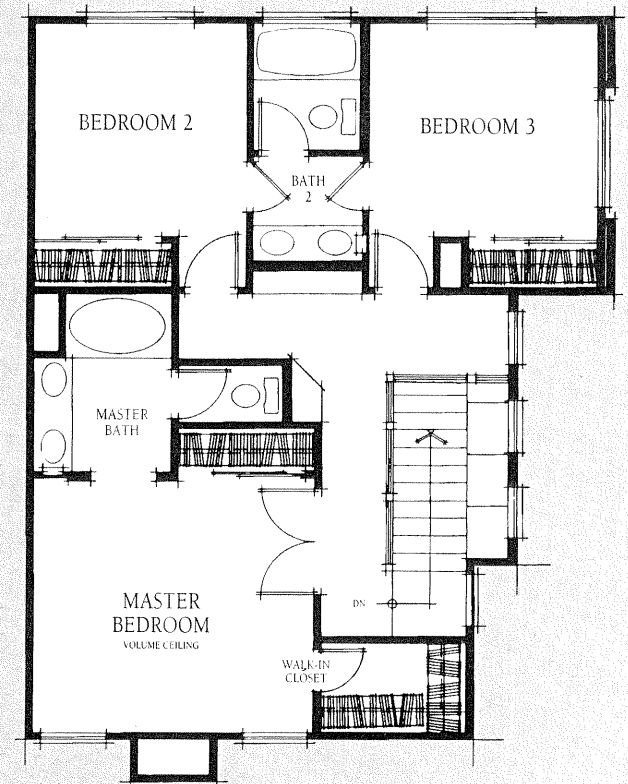 BEDROOM 2
BEDROOM 3
BATH
2
MASTER
BATH
MASTER
BEDROOM
VOLUME CEILING
DN
WALK-IN
CLOSET